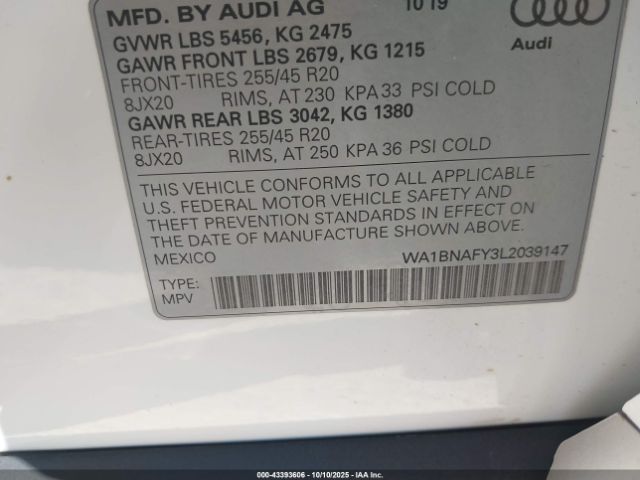 MFD. BY AUDI AG 10 19
GVWR LBS 5456, KG 2475
GAWR FRONT LBS 2679, KG 1215
FRONT-TIRES 255/45 R20
8JX20 RIMS, AT 230 KPA 33 PSI COLD
GAWR REAR LBS 3042, KG 1380
REAR-TIRES 255/45 R20
8JX20 RIMS, AT 250 KPA 36 PSI COLD
Audi
THIS VEHICLE CONFORMS TO ALL APPLICABLE
U.S. FEDERAL MOTOR VEHICLE SAFETY AND
THEFT PREVENTION STANDARDS IN EFFECT ON
THE DATE OF MANUFACTURE SHOWN ABOVE.
MEXICO WA1BNAFY3L2039147
TYPE:
MPV
000-43393606 - 10/10/2025 - IAA Inc.